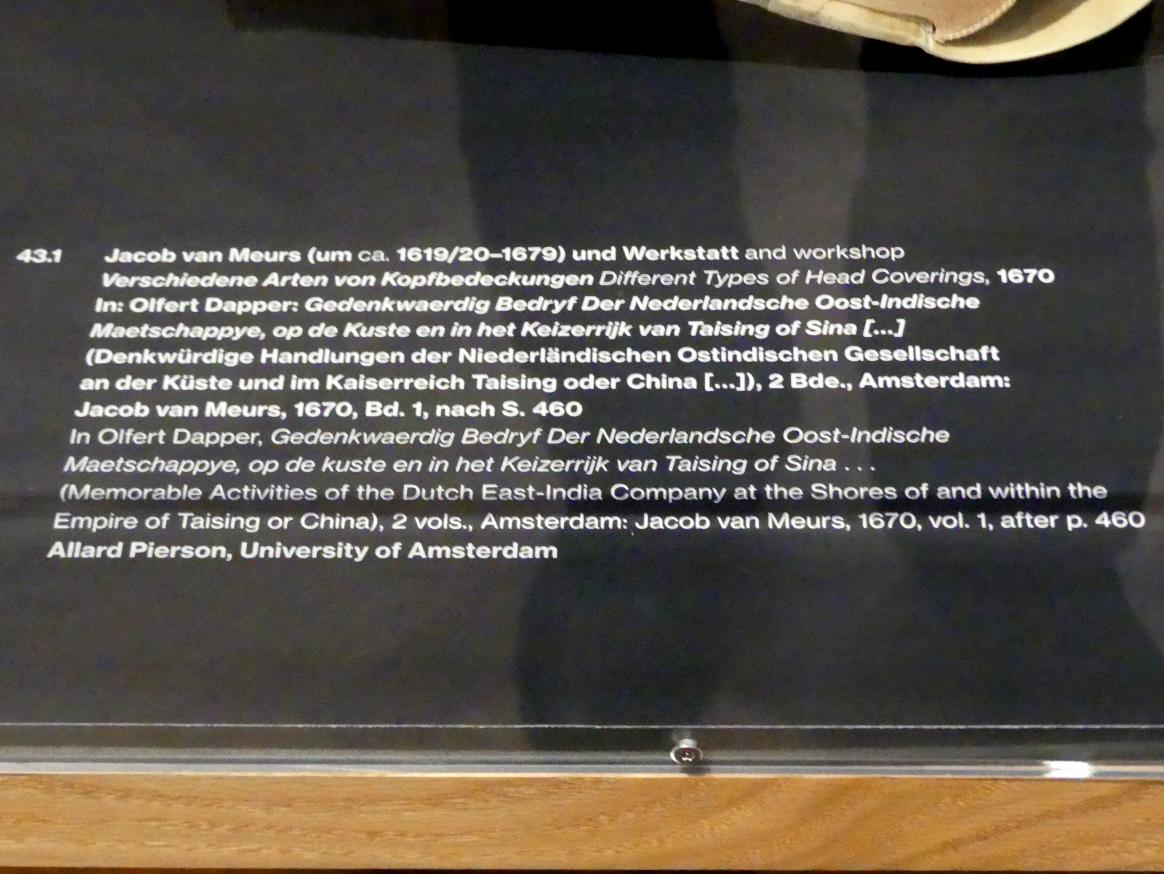 43.1 Jacob van Meurs (um ca. 1619/20–1679) und Werkstatt and workshop
Verschiedene Arten von Kopfbedeckungen Different Types of Head Coverings, 1670
In: Olfert Dapper: Gedenkwaerdig Bedryf Der Nederlandsche Oost-Indische
Maetschappye, op de Kuste en in het Keizerrijk van Taising of Sina [...]
(Denkwürdige Handlungen der Niederländischen Ostindischen Gesellschaft
an der Küste und im Kaiserreich Taising oder China [...]), 2 Bde., Amsterdam:
Jacob van Meurs, 1670, Bd. 1, nach S. 460
In Olfert Dapper, Gedenkwaerdig Bedryf Der Nederlandsche Oost-Indische
Maetschappye, op de kuste en in het Keizerrijk van Taising of Sina . . .
(Memorable Activities of the Dutch East-India Company at the Shores of and within the
Empire of Taising or China), 2 vols., Amsterdam: Jacob van Meurs, 1670, vol. 1, after p. 460
Allard Pierson, University of Amsterdam